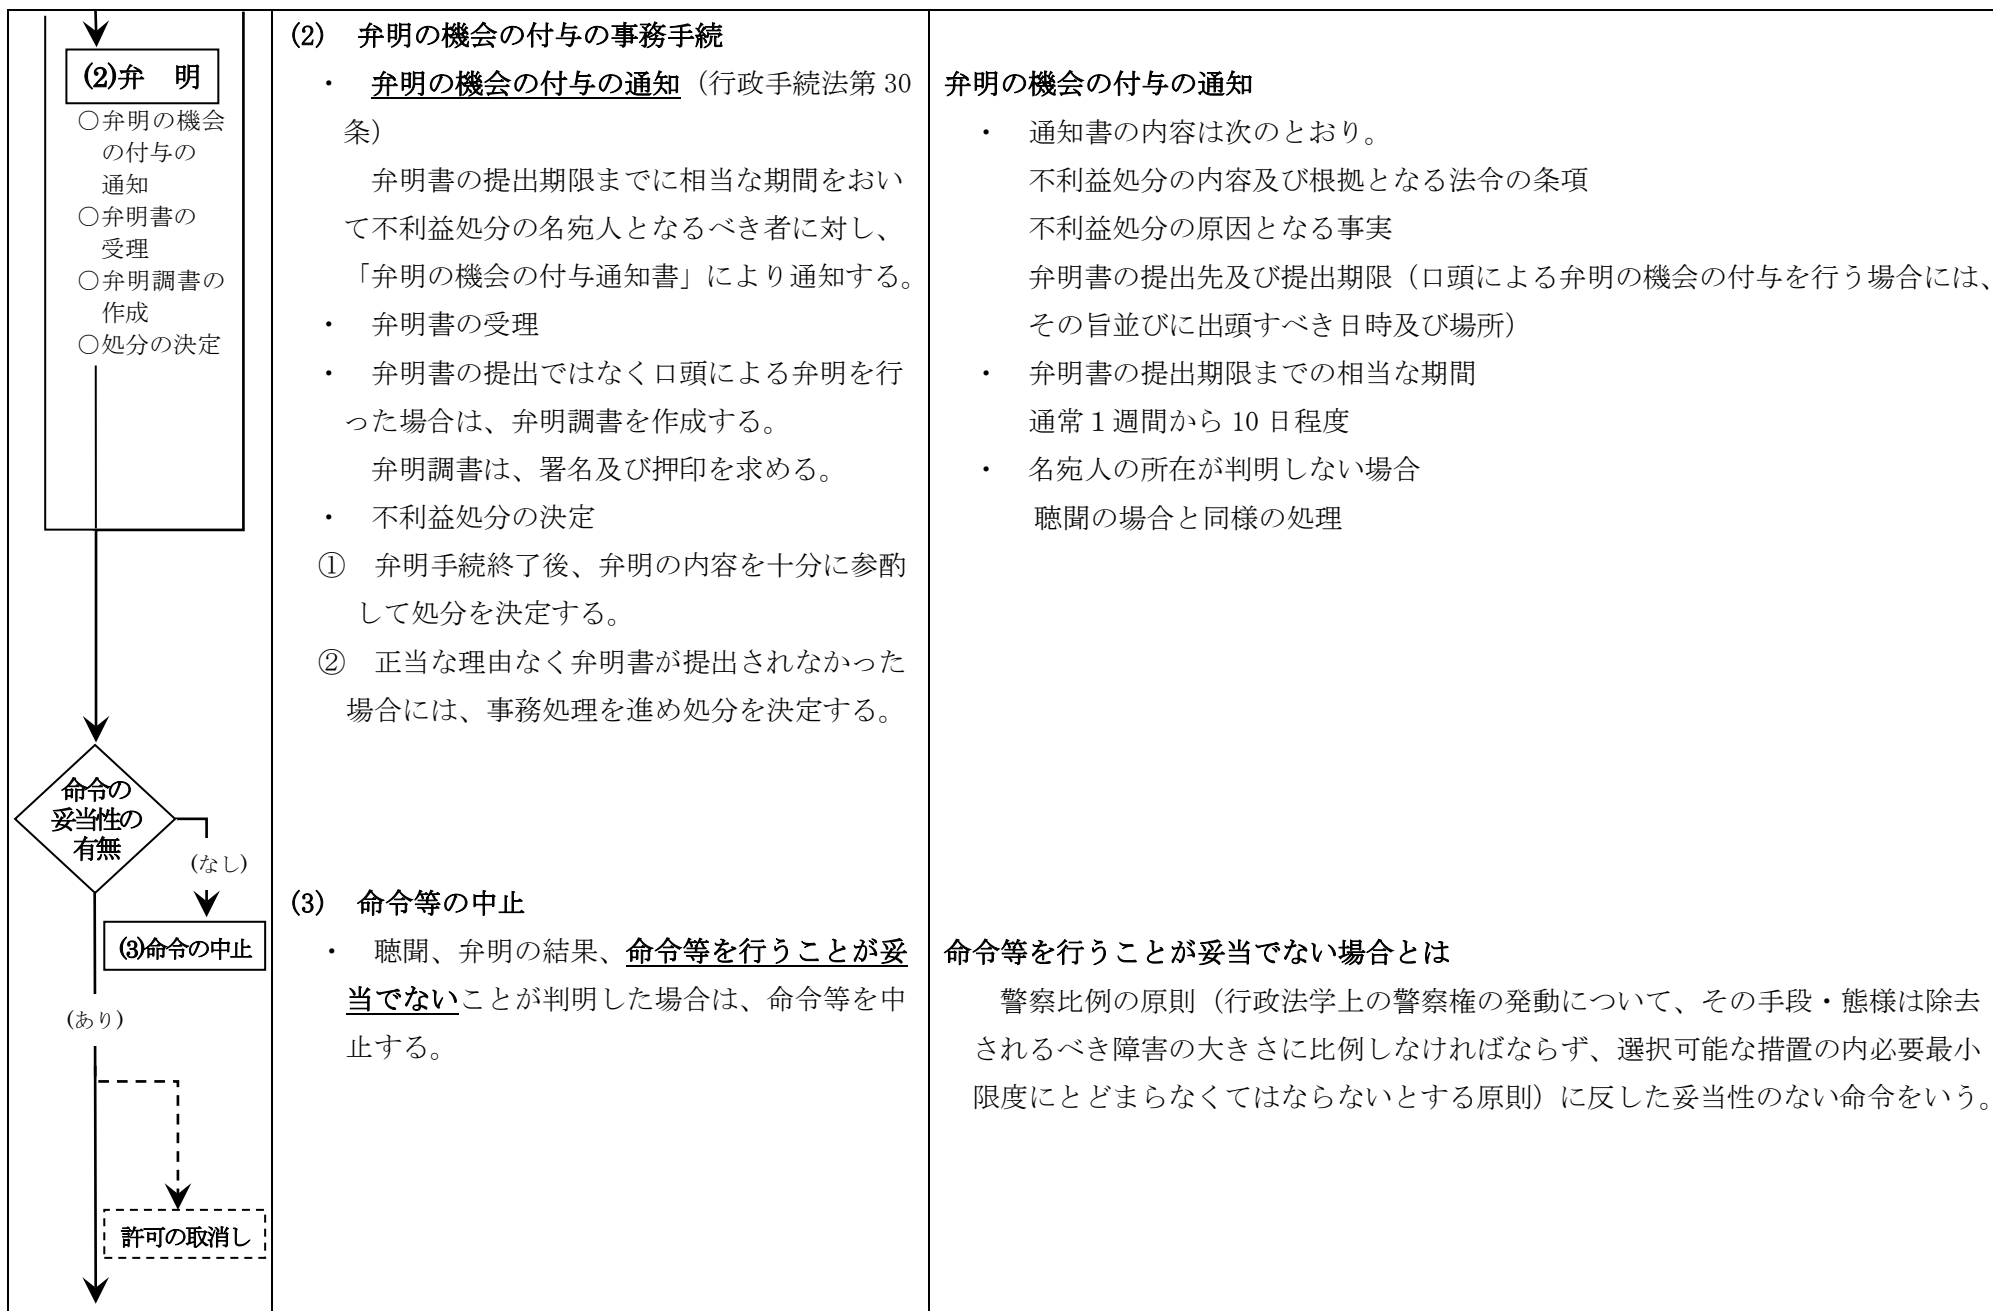 (2)弁　明
○弁明の機会
の付与の
通知
○弁明書の
受理
○弁明調書の
作成
○処分の決定
命令の
妥当性の
有無
(なし)
(3)命令の中止
(あり)
許可の取消し
(2)　弁明の機会の付与の事務手続
・　弁明の機会の付与の通知（行政手続法第 30
条）
弁明書の提出期限までに相当な期間をおい
て不利益処分の名宛人となるべき者に対し、
「弁明の機会の付与通知書」により通知する。
・　弁明書の受理
・　弁明書の提出ではなく口頭による弁明を行
った場合は、弁明調書を作成する。
弁明調書は、署名及び押印を求める。
・　不利益処分の決定
①　弁明手続終了後、弁明の内容を十分に参酌
して処分を決定する。
②　正当な理由なく弁明書が提出されなかった
場合には、事務処理を進め処分を決定する。
(3)　命令等の中止
・　聴聞、弁明の結果、命令等を行うことが妥
当でないことが判明した場合は、命令等を中
止する。
弁明の機会の付与の通知
・　通知書の内容は次のとおり。
不利益処分の内容及び根拠となる法令の条項
不利益処分の原因となる事実
弁明書の提出先及び提出期限（口頭による弁明の機会の付与を行う場合には、
その旨並びに出頭すべき日時及び場所）
・　弁明書の提出期限までの相当な期間
通常１週間から 10 日程度
・　名宛人の所在が判明しない場合
聴聞の場合と同様の処理
命令等を行うことが妥当でない場合とは
警察比例の原則（行政法学上の警察権の発動について、その手段・態様は除去
されるべき障害の大きさに比例しなければならず、選択可能な措置の内必要最小
限度にとどまらなくてはならないとする原則）に反した妥当性のない命令をいう。